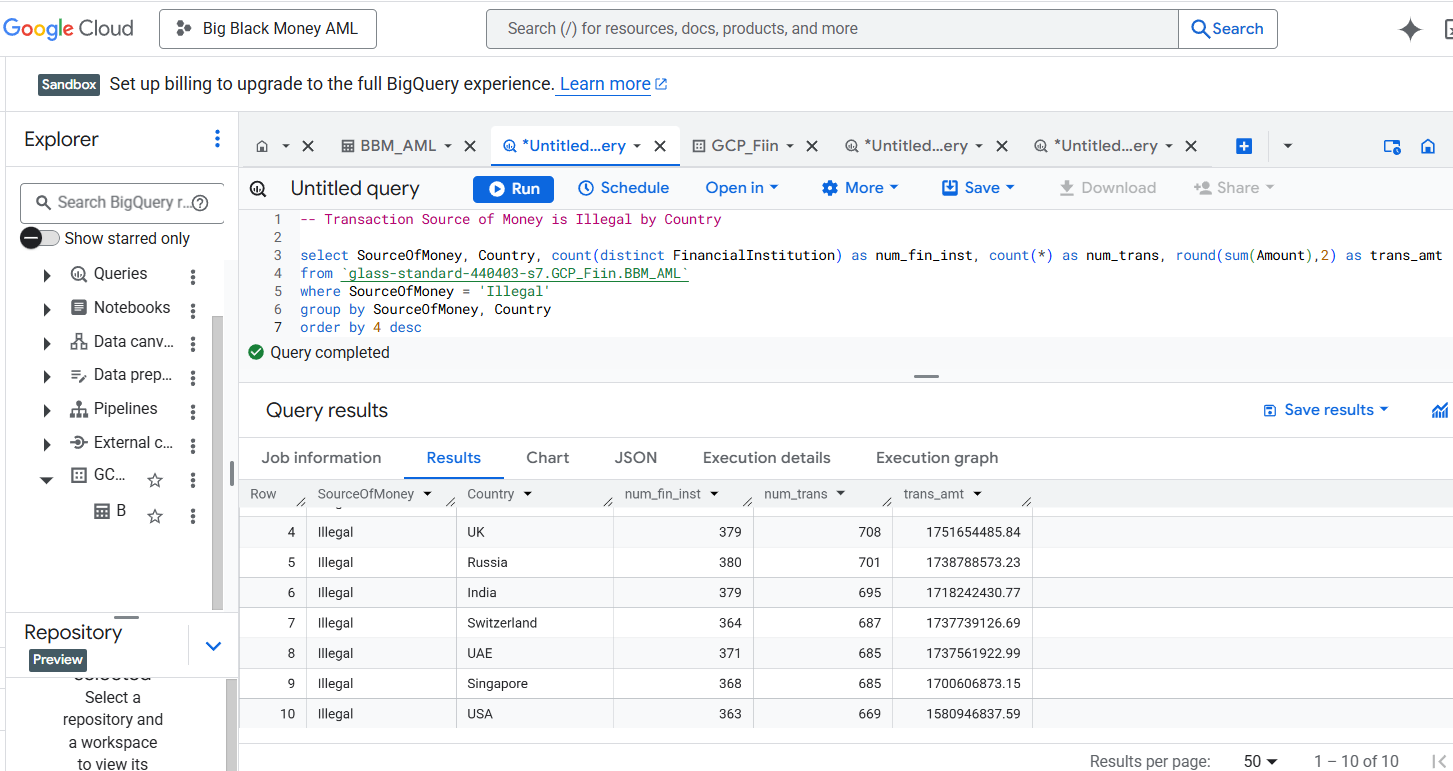 Google Cloud
Big Black Money AML
Search (/) for resources, docs, products, and more
Search
Sandbox Set up billing to upgrade to the full BigQuery experience. Learn more
Explorer
Search BigQuery r...
Show starred only
Queries
Notebooks
Data canv...
Data prep...
Pipelines
External c...
GC...
B
Repository
Preview
Select a
repository and
a workspace
to view its
BBM_AML
*Untitled...ery
GCP_Fiin
*Untitled...ery
*Untitled...ery
Untitled query
Run
Schedule
Open in
More
Save
Download
Share
1 -- Transaction Source of Money is Illegal by Country
2
3 select SourceOfMoney, Country, count(distinct FinancialInstitution) as num_fin_inst, count(*) as num_trans, round(sum(Amount),2) as trans_amt
4 from `glass-standard-440403-s7.GCP_Fiin.BBM_AML`
5 where SourceOfMoney = 'Illegal'
6 group by SourceOfMoney, Country
7 order by 4 desc
Query completed
Query results
Save results
Job information Results Chart JSON Execution details Execution graph
Row SourceOfMoney Country num_fin_inst num_trans trans_amt
4 Illegal UK 379 708 1751654485.84
5 Illegal Russia 380 701 1738788573.23
6 Illegal India 379 695 1718242430.77
7 Illegal Switzerland 364 687 1737739126.69
8 Illegal UAE 371 685 1737561922.99
9 Illegal Singapore 368 685 1700606873.15
10 Illegal USA 363 669 1580946837.59
Results per page: 50 1 – 10 of 10